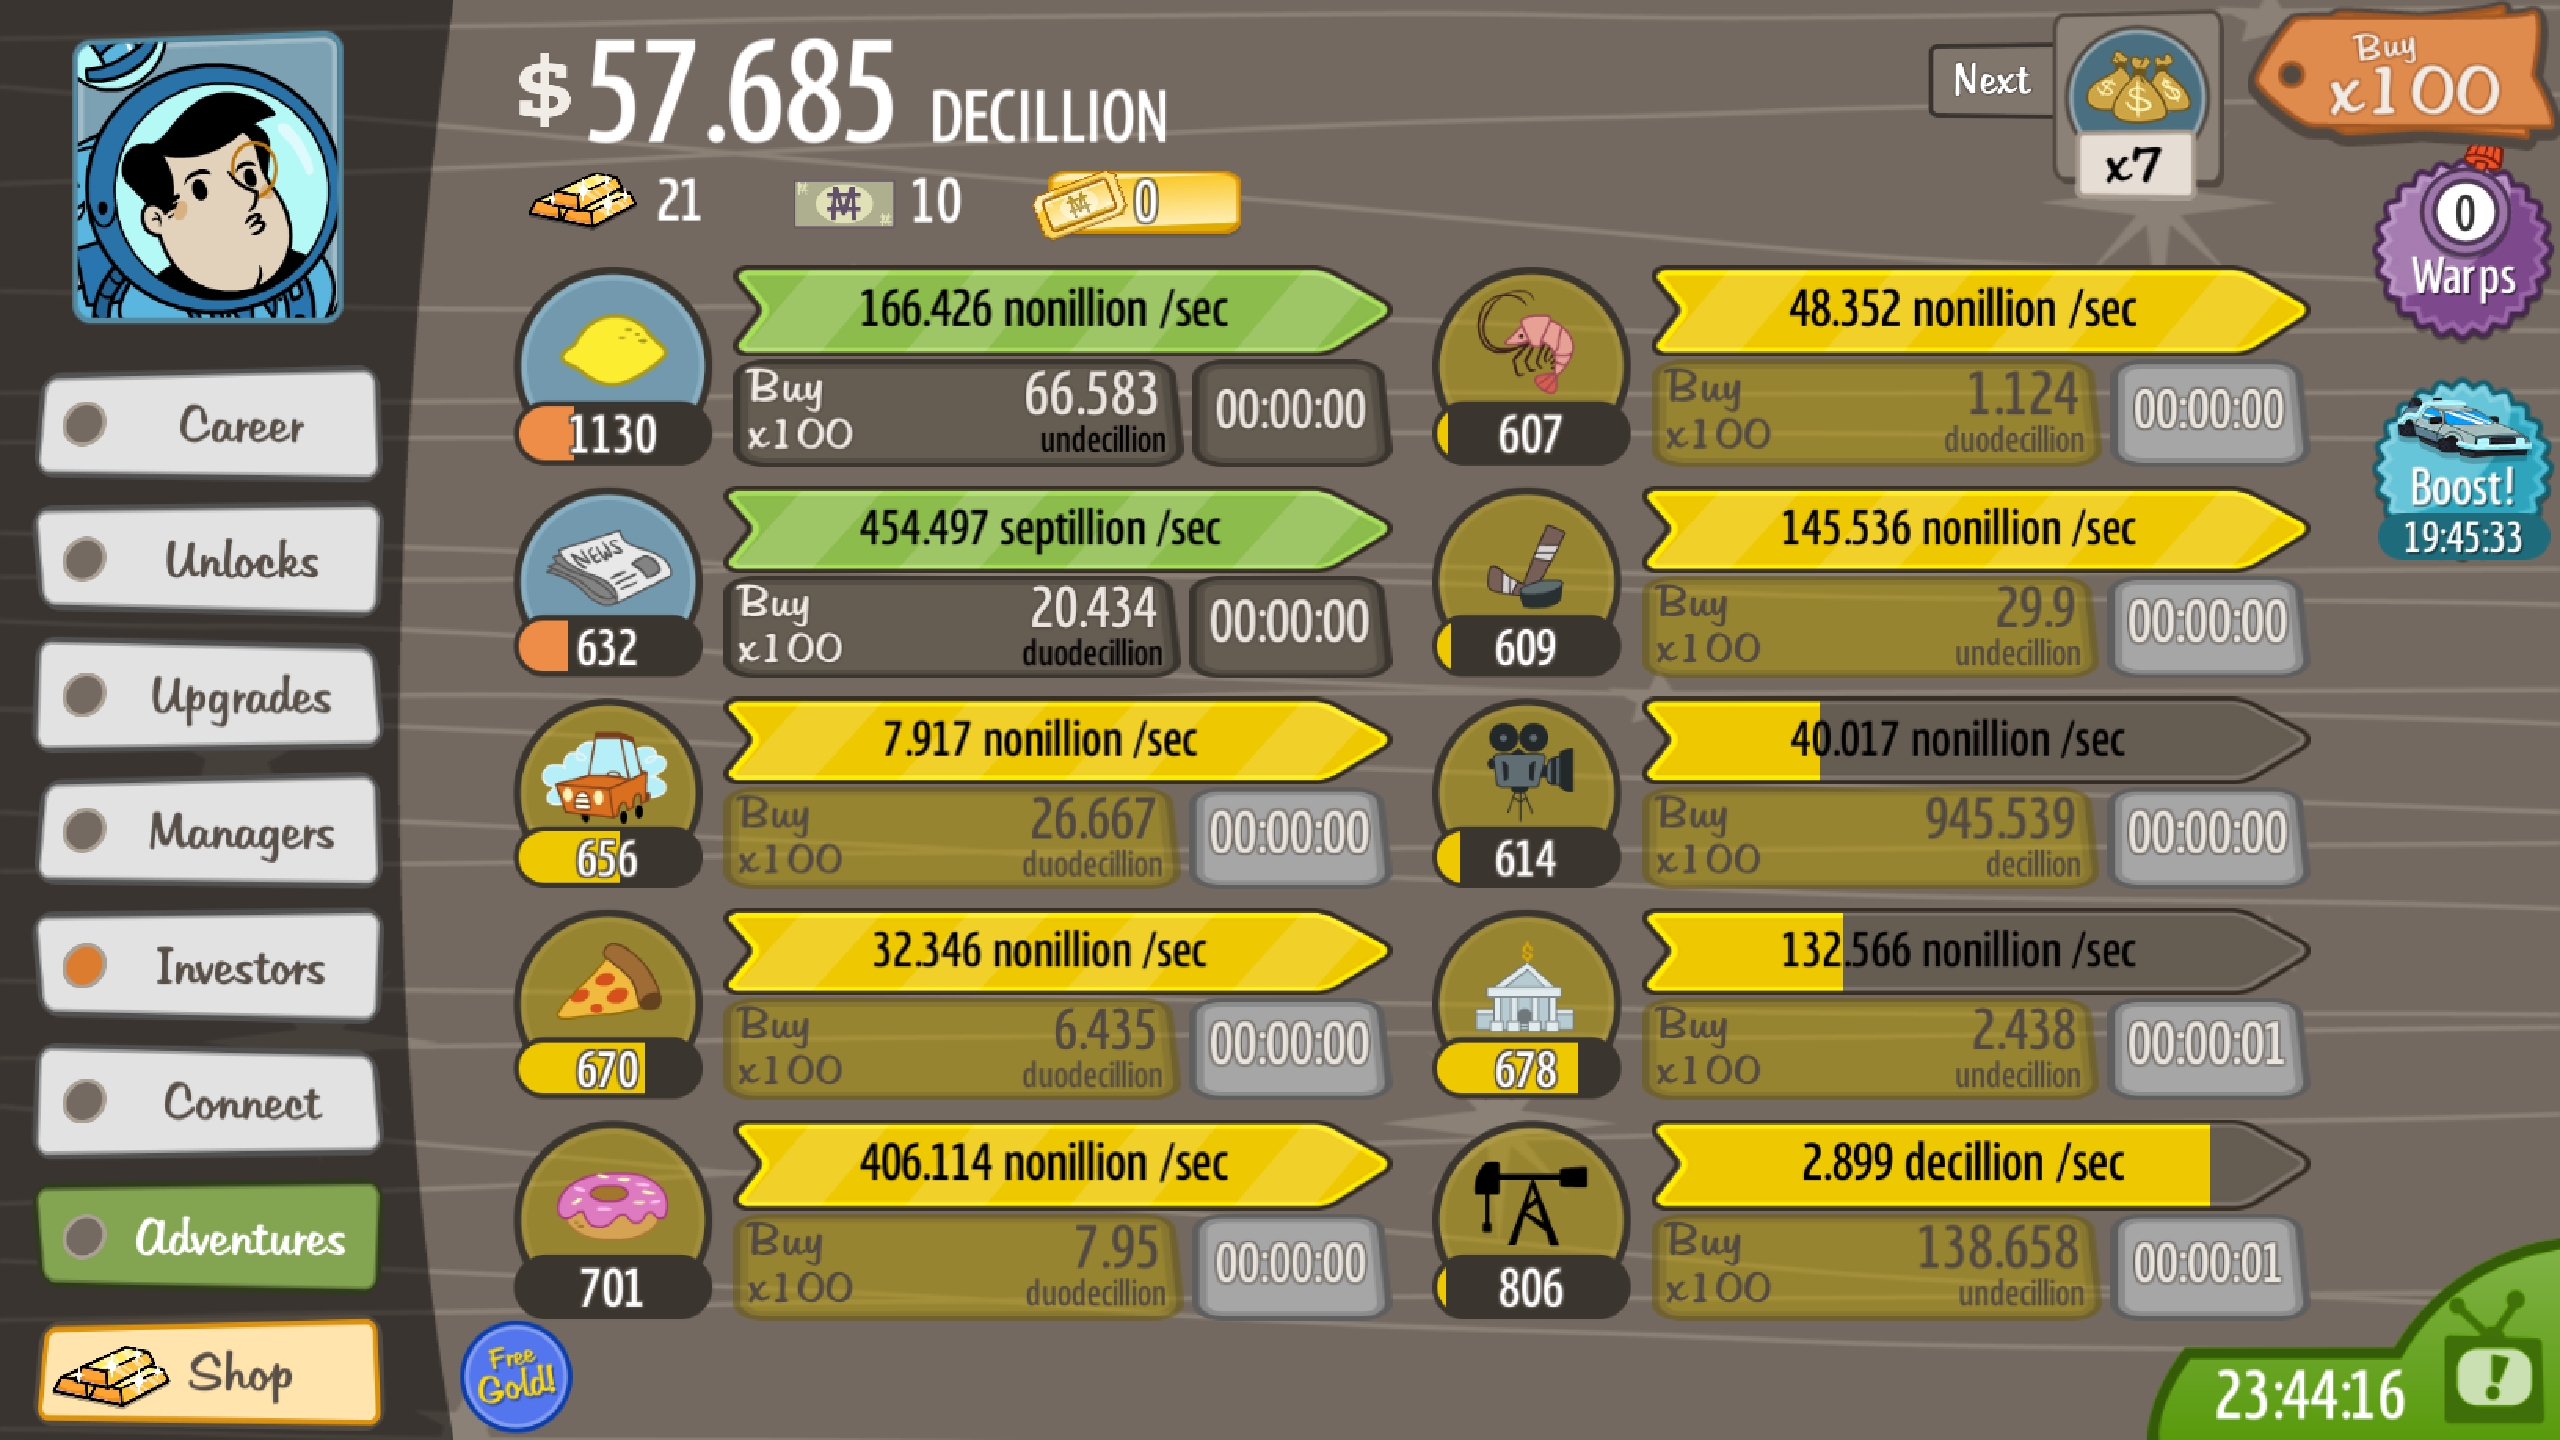 $57.685 DECILLION
21
10
0
Next
x7
Buy
x100
0
Warps
Boost!
19:45:33
Career
Unlocks
Upgrades
Managers
Investors
Connect
Adventures
Shop
166.426 nonillion /sec
1130
Buy
x100
66.583
undecillion
00:00:00
454.497 septillion /sec
NEWS
632
Buy
x100
20.434
duodecillion
00:00:00
7.917 nonillion /sec
656
Buy
x100
26.667
duodecillion
00:00:00
32.346 nonillion /sec
670
Buy
x100
6.435
duodecillion
00:00:00
406.114 nonillion /sec
701
Buy
x100
7.95
duodecillion
00:00:00
48.352 nonillion /sec
607
Buy
x100
1.124
duodecillion
00:00:00
145.536 nonillion /sec
609
Buy
x100
29.9
undecillion
00:00:00
40.017 nonillion /sec
614
Buy
x100
945.539
decillion
00:00:00
132.566 nonillion /sec
678
Buy
x100
2.438
undecillion
00:00:01
2.899 decillion /sec
806
Buy
x100
138.658
undecillion
00:00:01
Free
Gold!
23:44:16